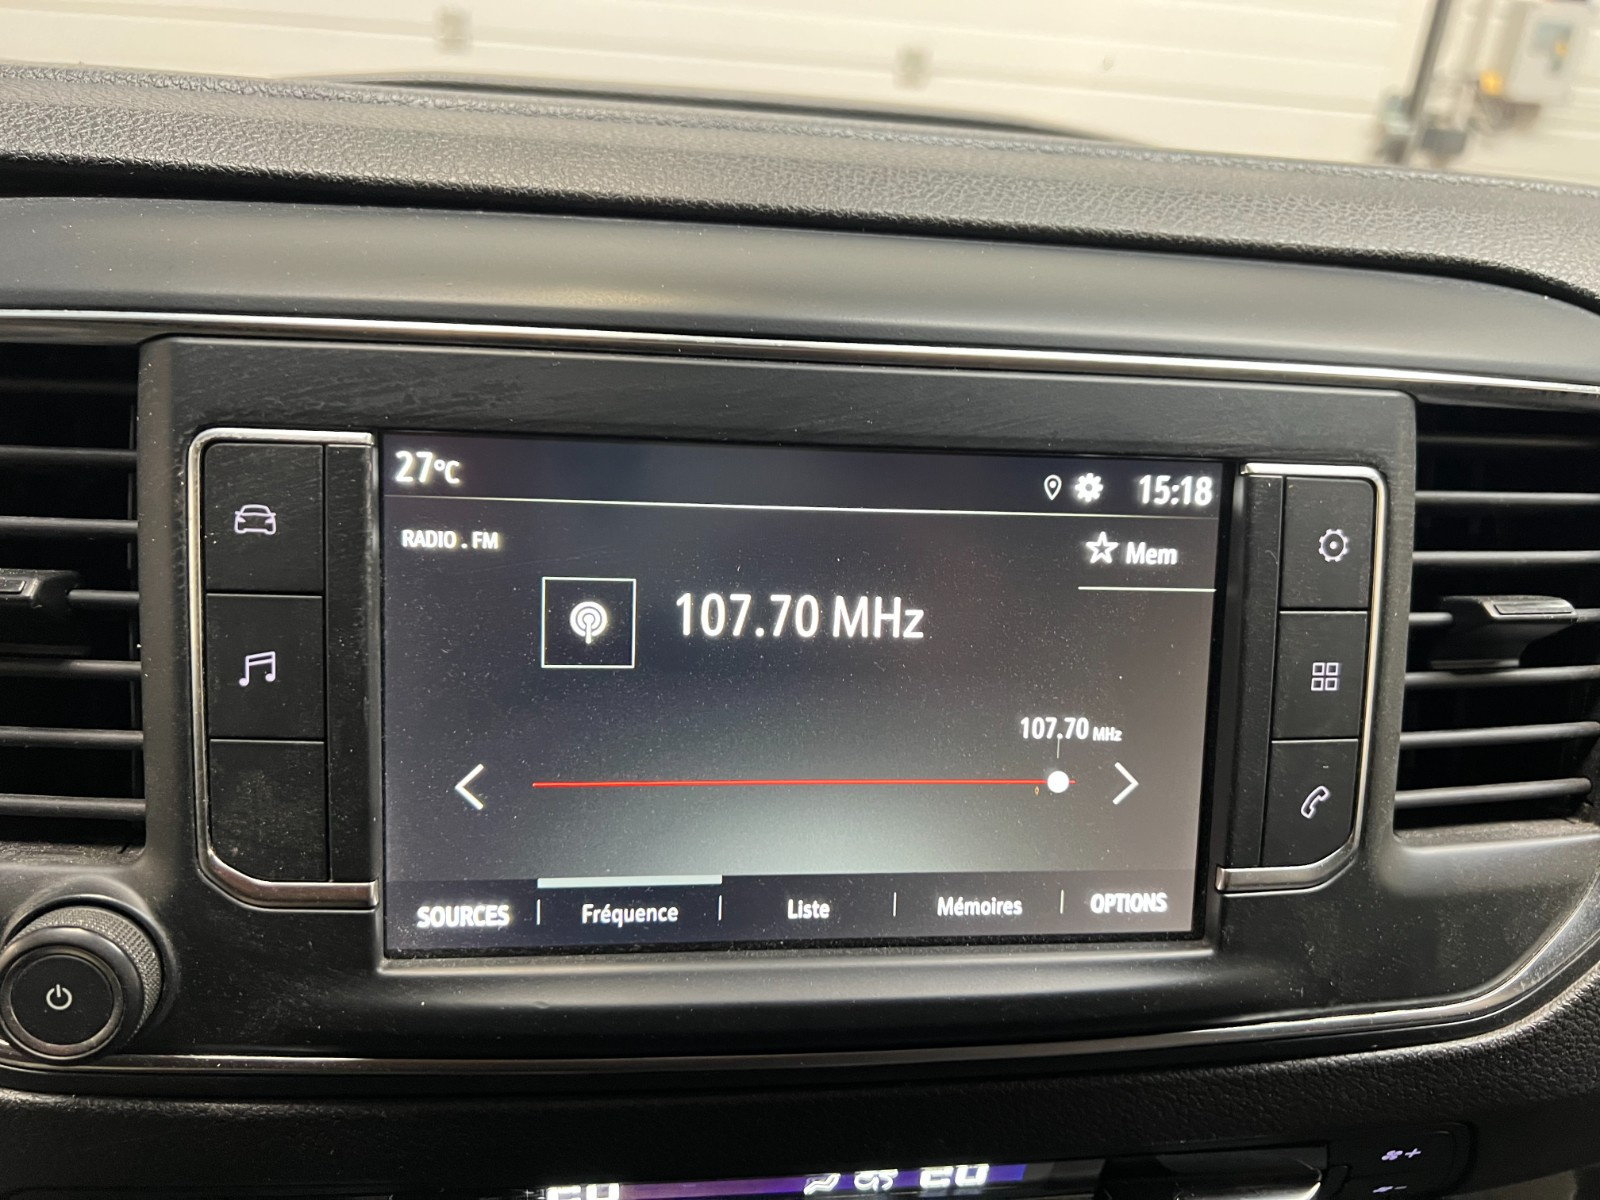 27°C 15:18
RADIO . FM
Mem
107.70 MHz
107.70 MHz
SOURCES Fréquence Liste Mémoires OPTIONS